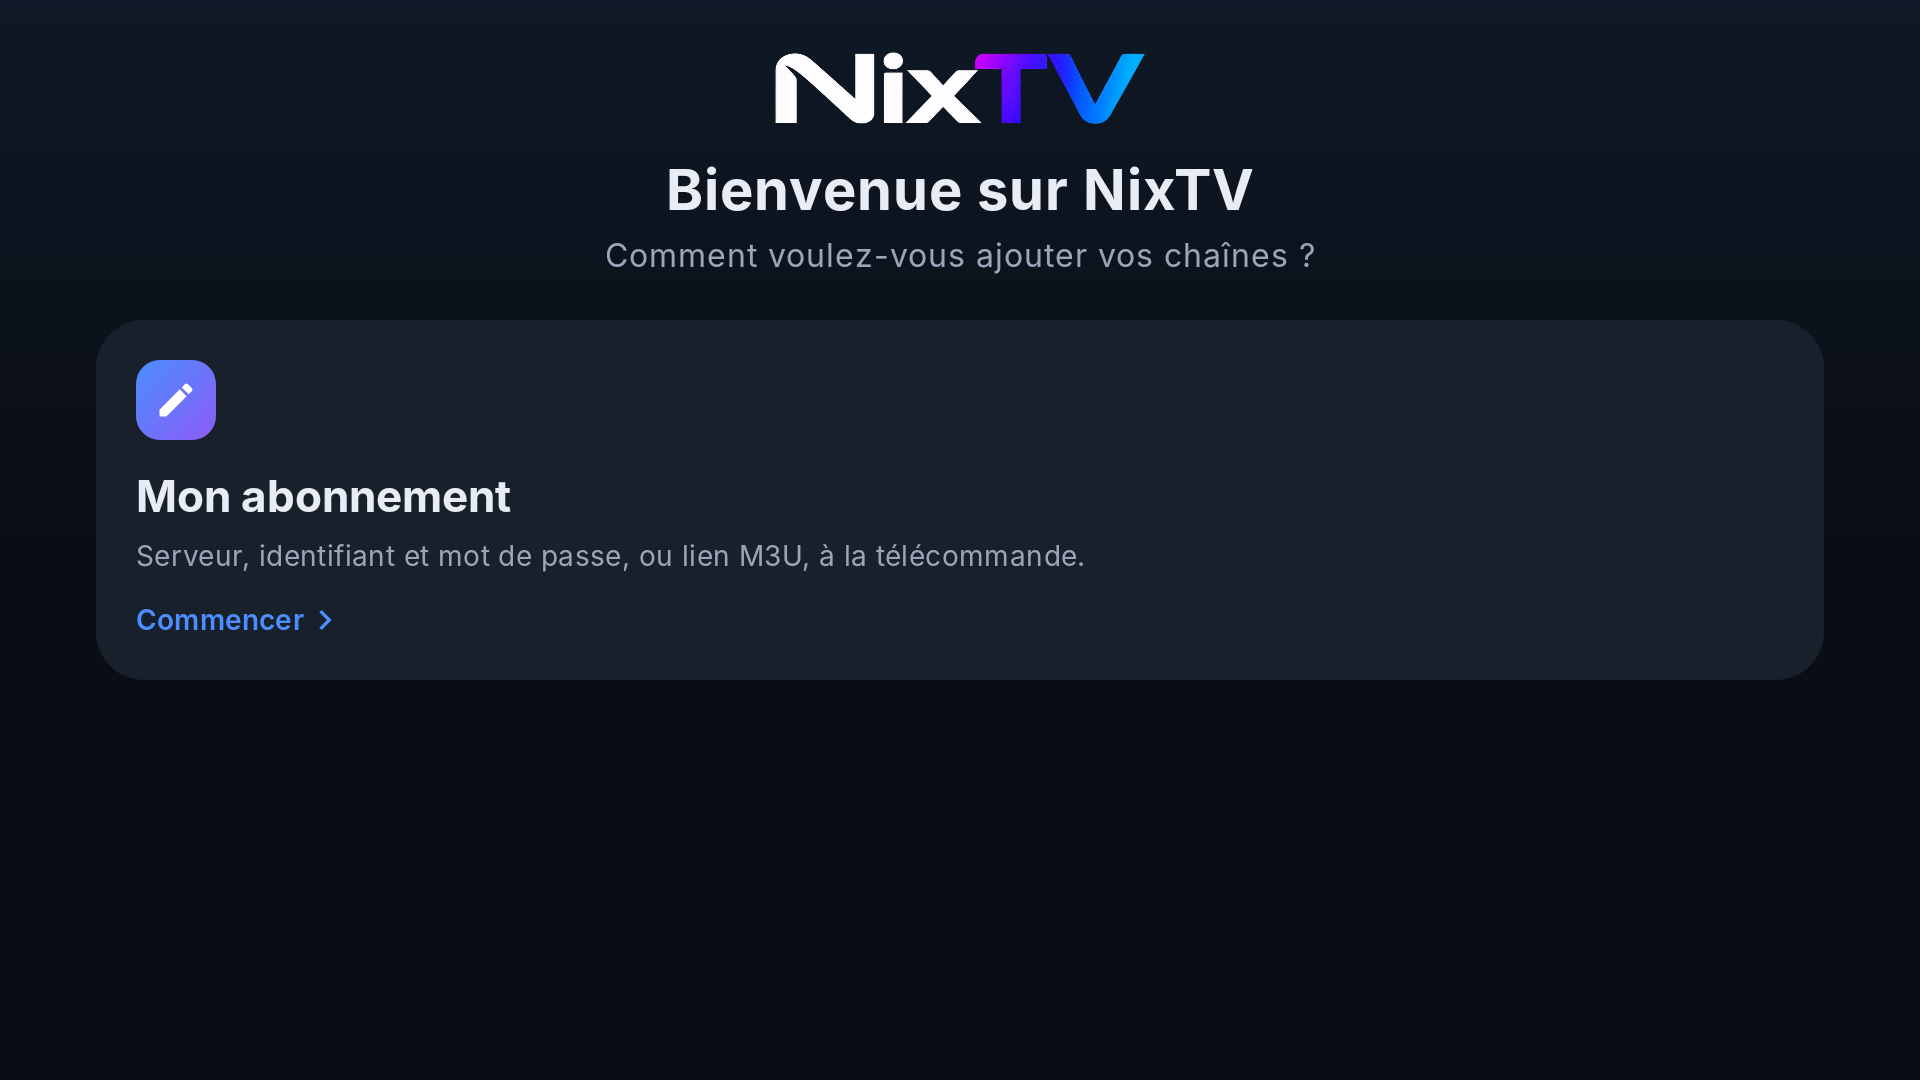 NixTV
Bienvenue sur NixTV
Comment voulez-vous ajouter vos chaînes ?
Mon abonnement
Serveur, identifiant et mot de passe, ou lien M3U, à la télécommande.
Commencer